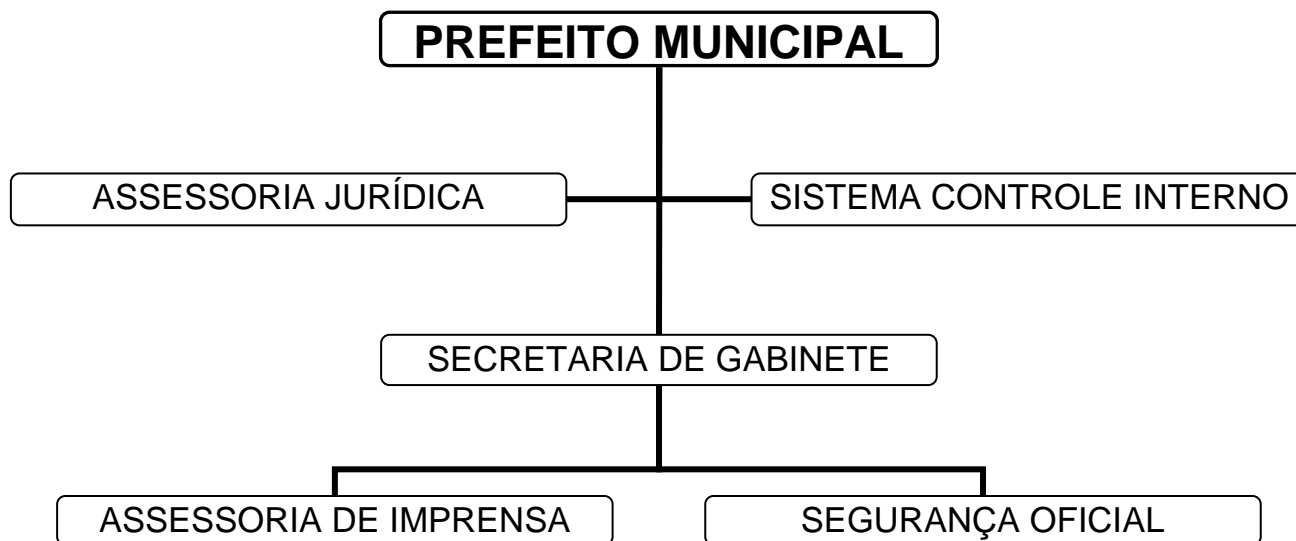 PREFEITO MUNICIPAL
ASSESSORIA JURÍDICA
SISTEMA CONTROLE INTERNO
SECRETARIA DE GABINETE
ASSESSORIA DE IMPRENSA
SEGURANÇA OFICIAL